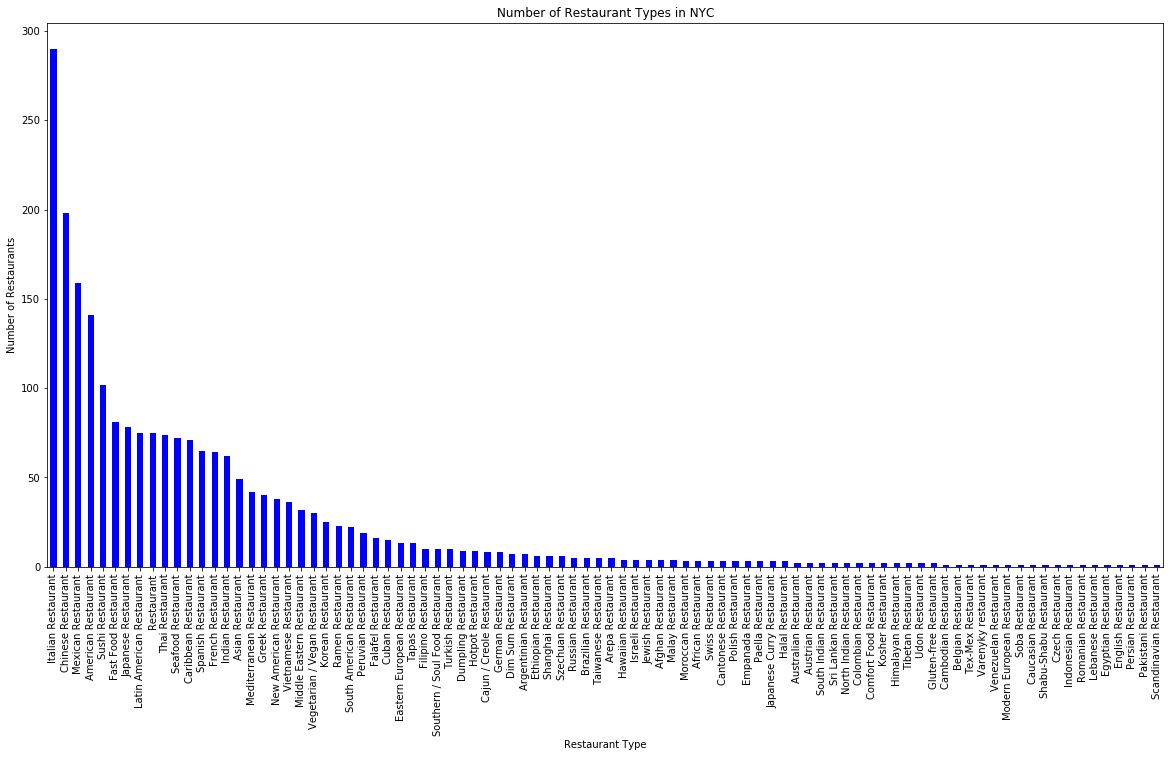 Number of Restaurant Types in NYC
Number of Restaurants
300
250
200
150
100
50
0
Italian Restaurant
Chinese Restaurant
Mexican Restaurant
American Restaurant
Sushi Restaurant
Fast Food Restaurant
Japanese Restaurant
Latin American Restaurant
Restaurant
Thai Restaurant
Seafood Restaurant
Caribbean Restaurant
Spanish Restaurant
French Restaurant
Indian Restaurant
Asian Restaurant
Mediterranean Restaurant
Greek Restaurant
New American Restaurant
Vietnamese Restaurant
Middle Eastern Restaurant
Vegetarian / Vegan Restaurant
Korean Restaurant
Ramen Restaurant
South American Restaurant
Peruvian Restaurant
Falafel Restaurant
Cuban Restaurant
Eastern European Restaurant
Tapas Restaurant
Filipino Restaurant
Southern / Soul Food Restaurant
Turkish Restaurant
Dumpling Restaurant
Hotpot Restaurant
Cajun / Creole Restaurant
German Restaurant
Dim Sum Restaurant
Argentinian Restaurant
Ethiopian Restaurant
Shanghai Restaurant
Szechuan Restaurant
Russian Restaurant
Brazilian Restaurant
Taiwanese Restaurant
Arepa Restaurant
Hawaiian Restaurant
Israeli Restaurant
Jewish Restaurant
Afghan Restaurant
Malay Restaurant
Moroccan Restaurant
African Restaurant
Swiss Restaurant
Cantonese Restaurant
Polish Restaurant
Empanada Restaurant
Paella Restaurant
Japanese Curry Restaurant
Halal Restaurant
Australian Restaurant
Austrian Restaurant
South Indian Restaurant
Sri Lankan Restaurant
North Indian Restaurant
Colombian Restaurant
Comfort Food Restaurant
Kosher Restaurant
Himalayan Restaurant
Tibetan Restaurant
Udon Restaurant
Gluten-free Restaurant
Cambodian Restaurant
Belgian Restaurant
Tex-Mex Restaurant
Varenyky restaurant
Venezuelan Restaurant
Modern European Restaurant
Soba Restaurant
Caucasian Restaurant
Shabu-Shabu Restaurant
Czech Restaurant
Indonesian Restaurant
Romanian Restaurant
Lebanese Restaurant
Egyptian Restaurant
English Restaurant
Persian Restaurant
Pakistani Restaurant
Scandinavian Restaurant
Restaurant Type